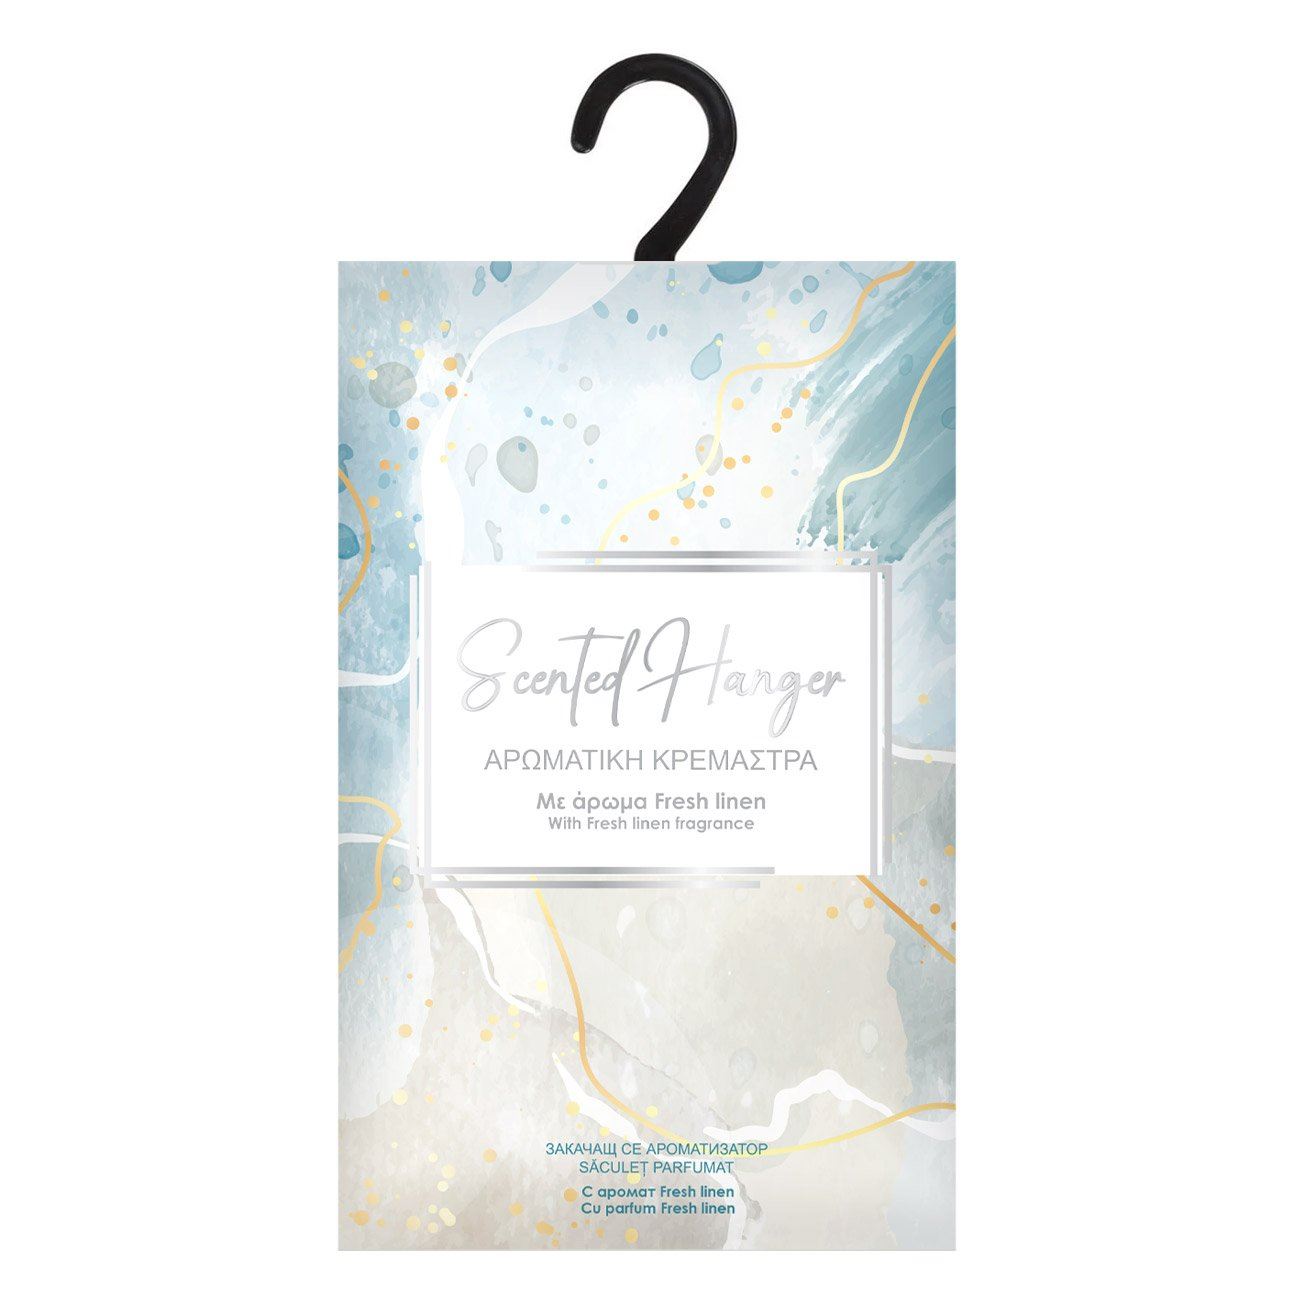 Scented Hanger
ΑΡΩΜΑΤΙΚΗ ΚΡΕΜΑΣΤΡΑ
Με άρωμα Fresh linen
With Fresh linen fragrance
ЗАКАЧАЩ СЕ АРОМАТИЗАТОР
SĂCULEȚ PARFUMAT
С аромат Fresh linen
Cu parfum Fresh linen